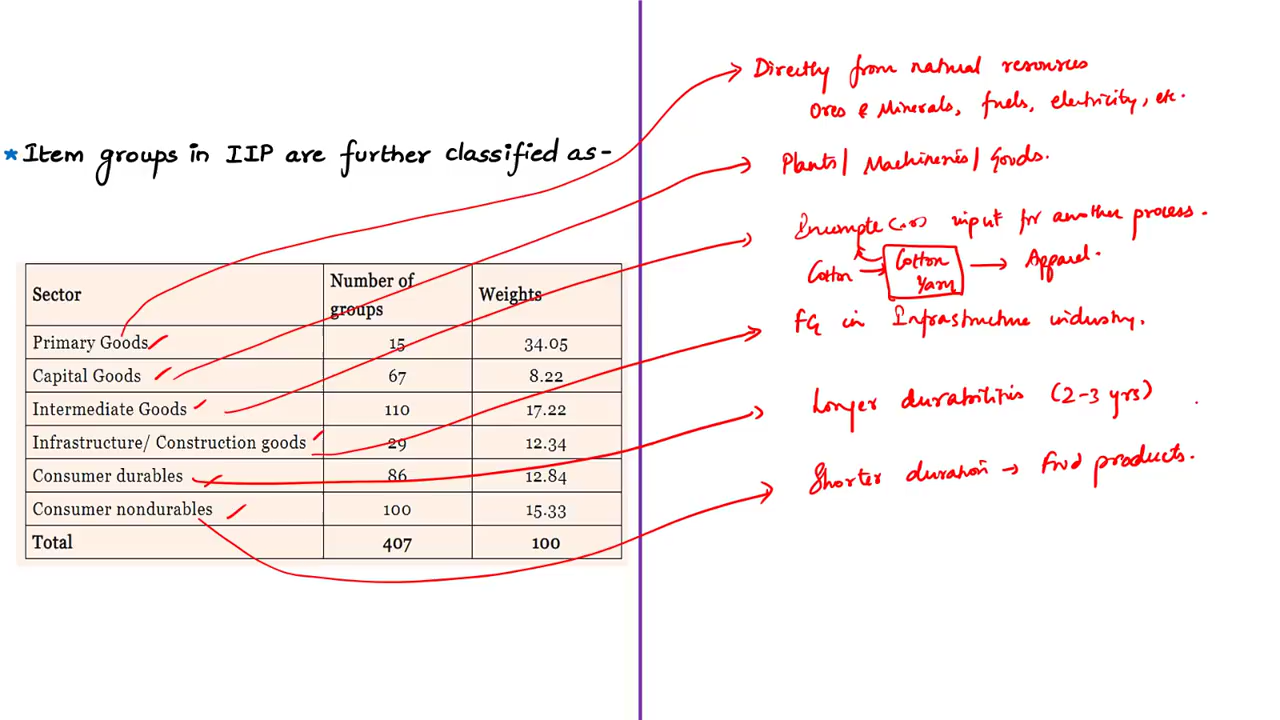 *Item groups in IIP are further classified as-
Sector Number of groups Weights
Primary Goods 15 34.05
Capital Goods 67 8.22
Intermediate Goods 110 17.22
Infrastructure/ Construction goods 29 12.34
Consumer durables 86 12.84
Consumer nondurables 100 15.33
Total 407 100
Directly from natural resources
Ores & Minerals, fuels, electricity, etc.
Plants/ Machineries/ Goods.
input for another process.
Cotton → Cotton Yarn → Apparel.
FG in Infrastructure industry.
Longer durabilities (2-3 yrs)
Shorter duration → products.